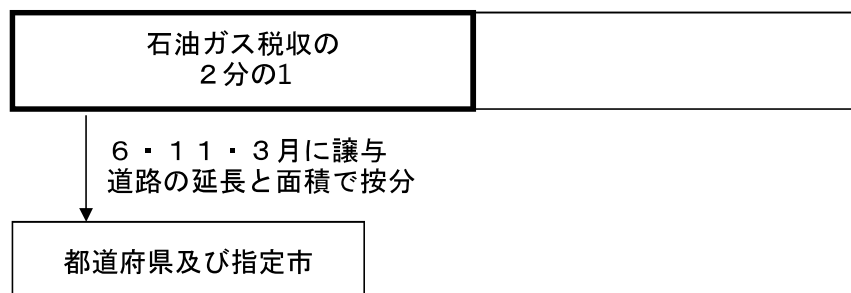 石油ガス税収の
２分の1
６・１１・３月に譲与
道路の延長と面積で按分
都道府県及び指定市